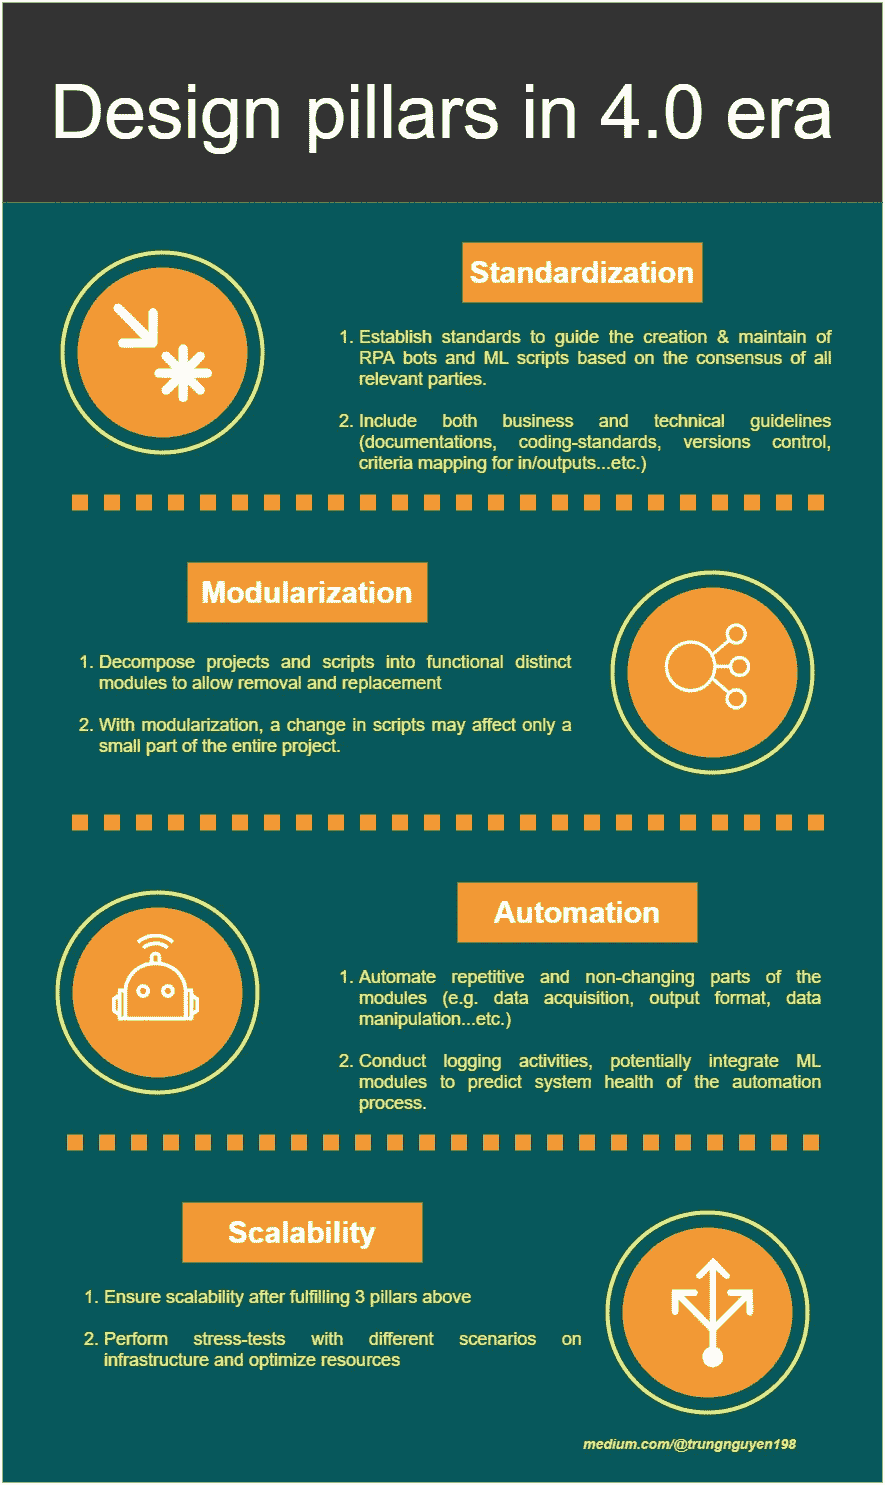 Design pillars in 4.0 era
Standardization
1. Establish standards to guide the creation & maintain of
RPA bots and ML scripts based on the consensus of all
relevant parties.
2. Include both business and technical guidelines
(documentations, coding-standards, versions control,
criteria mapping for in/outputs...etc.)
Modularization
1. Decompose projects and scripts into functional distinct
modules to allow removal and replacement
2. With modularization, a change in scripts may affect only a
small part of the entire project.
Automation
1. Automate repetitive and non-changing parts of the
modules (e.g. data acquisition, output format, data
manipulation...etc.)
2. Conduct logging activities, potentially integrate ML
modules to predict system health of the automation
process.
Scalability
1. Ensure scalability after fulfilling 3 pillars above
2. Perform stress-tests with different scenarios on
infrastructure and optimize resources
medium.com/@trungnguyen198